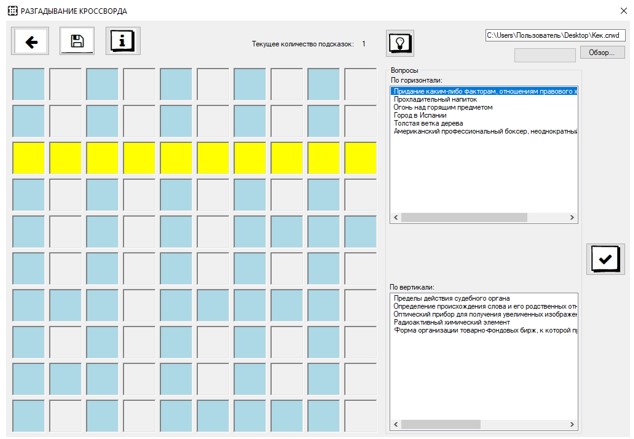 РАЗГАДЫВАНИЕ КРОССВОРДА
Текущее количество подсказок: 1
C:\Users\Пользователь\Desktop\Кек.crwd
Обзор...
Вопросы
По горизонтали:
Придание каким-либо Факторам, отношениям правового х
Прохладительный напиток
Огонь над горящим предметом
Город в Испании
Толстая ветка дерева
Американский профессиональный боксер, неоднократный
По вертикали:
Пределы действия судебного органа
Определение происхождения слова и его родственных отн
Оптический прибор для получения увеличенных изображен
Радиоактивный химический элемент
Форма организации товарно-фондовых бирж, к которой пр